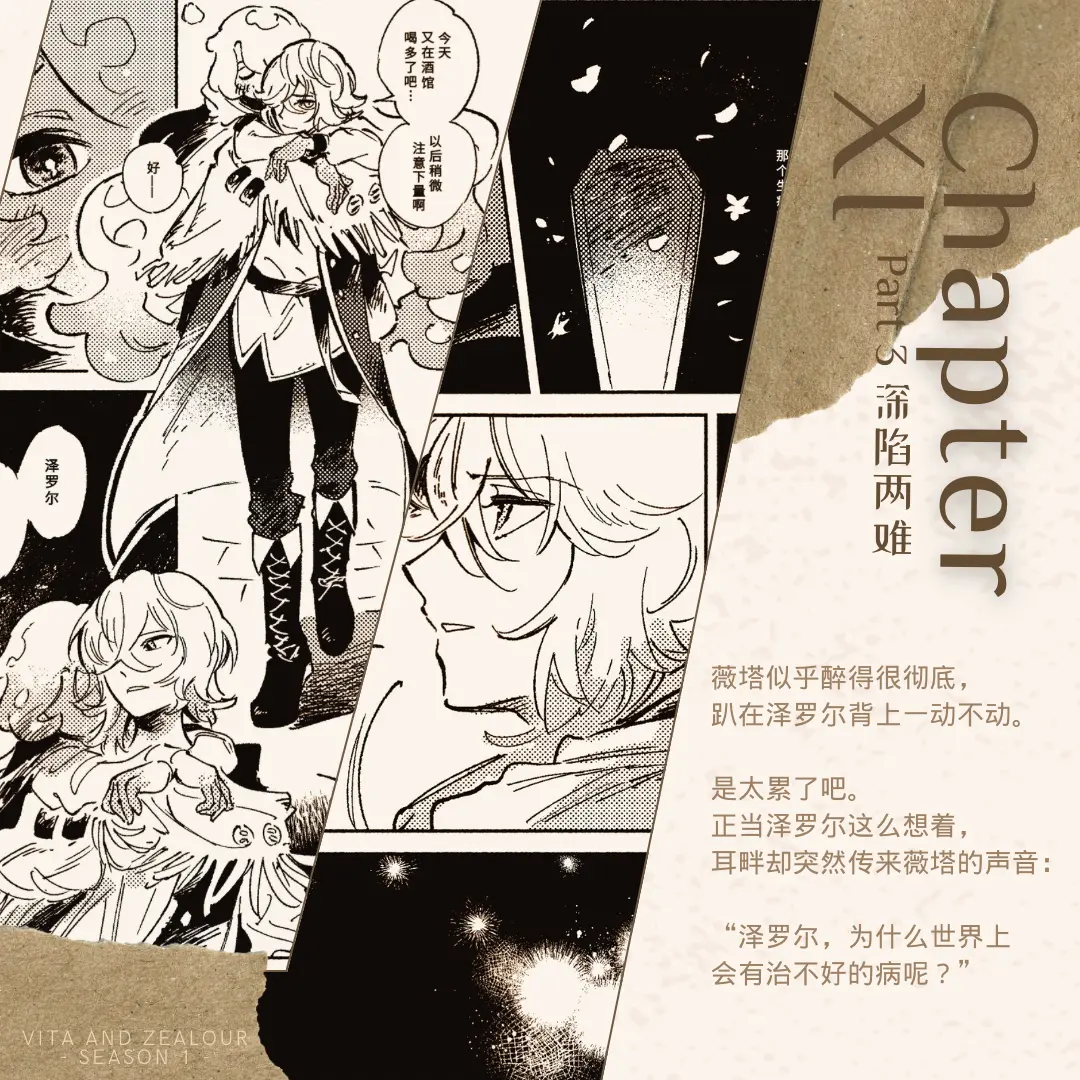 今天
又在酒馆
喝多了吧…
以后稍微
注意下量啊
好——
泽罗尔
那个生
Chapter
XI
Part 3 深陷两难
薇塔似乎醉得很彻底，
趴在泽罗尔背上一动不动。
是太累了吧。
正当泽罗尔这么想着，
耳畔却突然传来薇塔的声音：
“泽罗尔，为什么世界上
会有治不好的病呢？”
VITA AND ZEALOUR
- SEASON 1 -